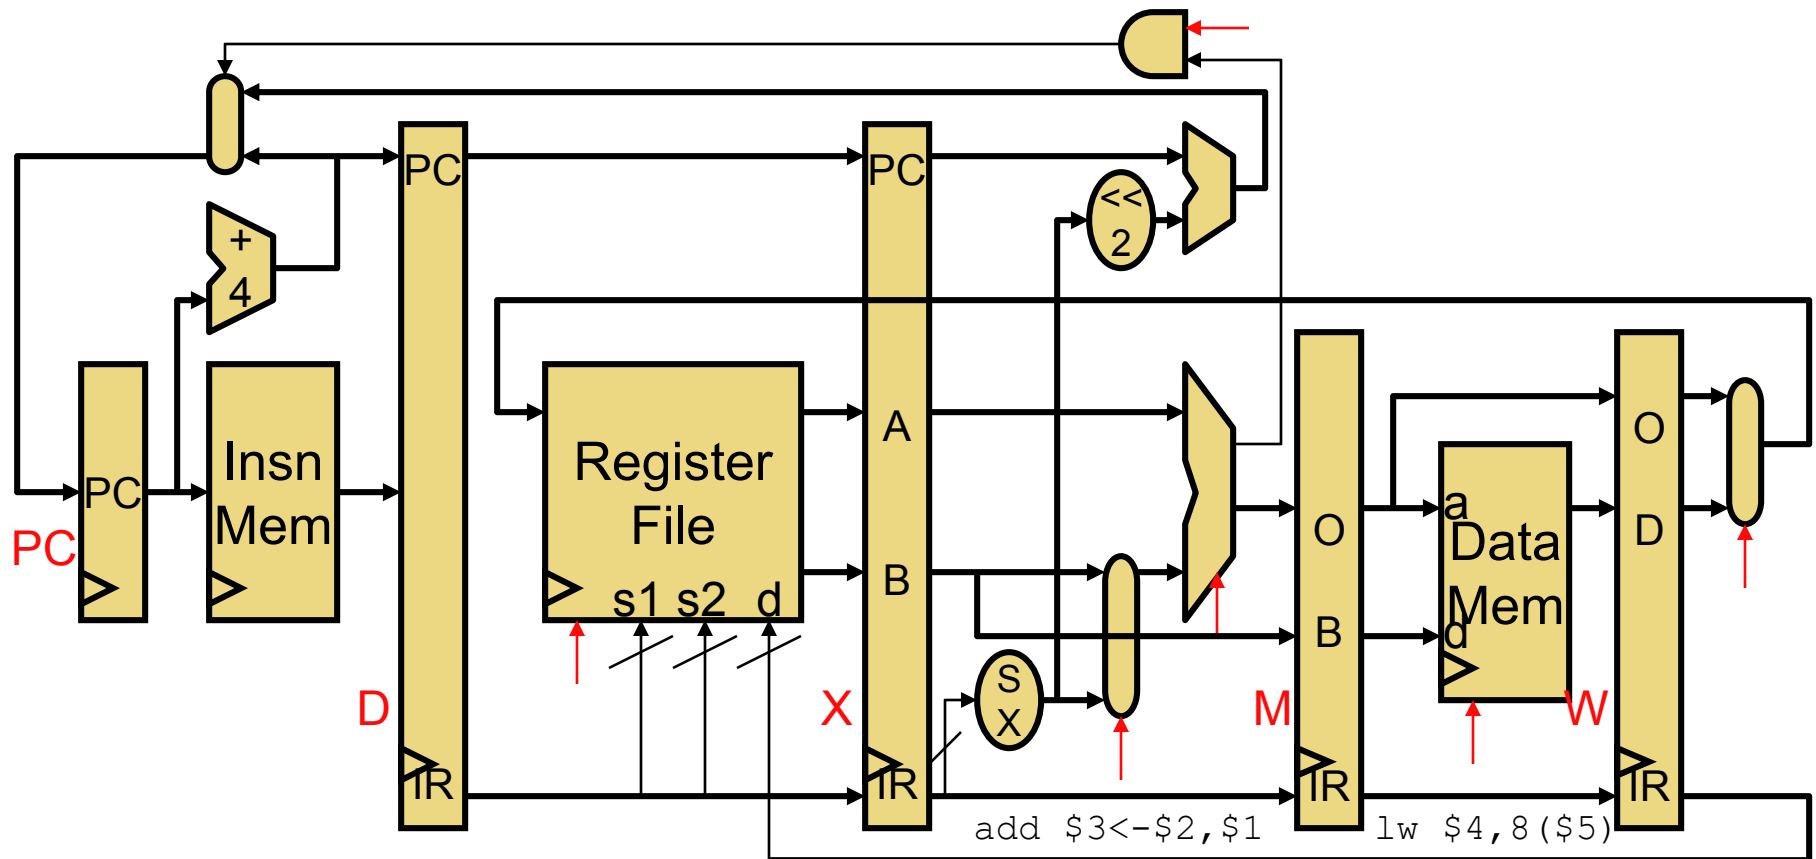 PC
PC
<<
2
+
4
A
O
Insn
Mem
Register
File
PC
PC
a
O
D
Data
Mem
B
s1 s2 d
B
d
S
X
D
X
M
W
IR
IR
IR
IR
add $3<-$2,$1
lw $4,8($5)